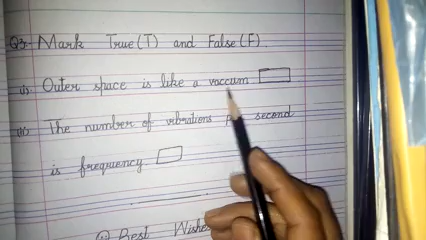 Q3. Mark True(T) and False(F).
(i) Outer space is like a vaccum
(ii) The number of vibrations second
is frequency
Best Wishes